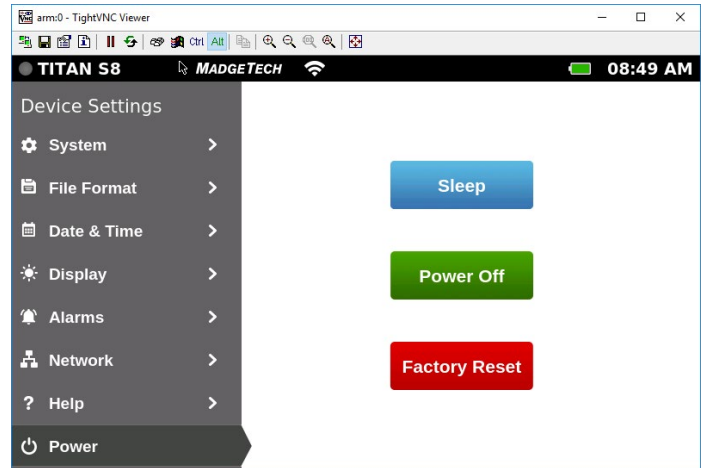 arm:0 - TightVNC Viewer
Ctrl Alt
TITAN S8 MADGETECH 08:49 AM
Device Settings
System
File Format
Date & Time
Display
Alarms
Network
? Help
Power
Sleep
Power Off
Factory Reset